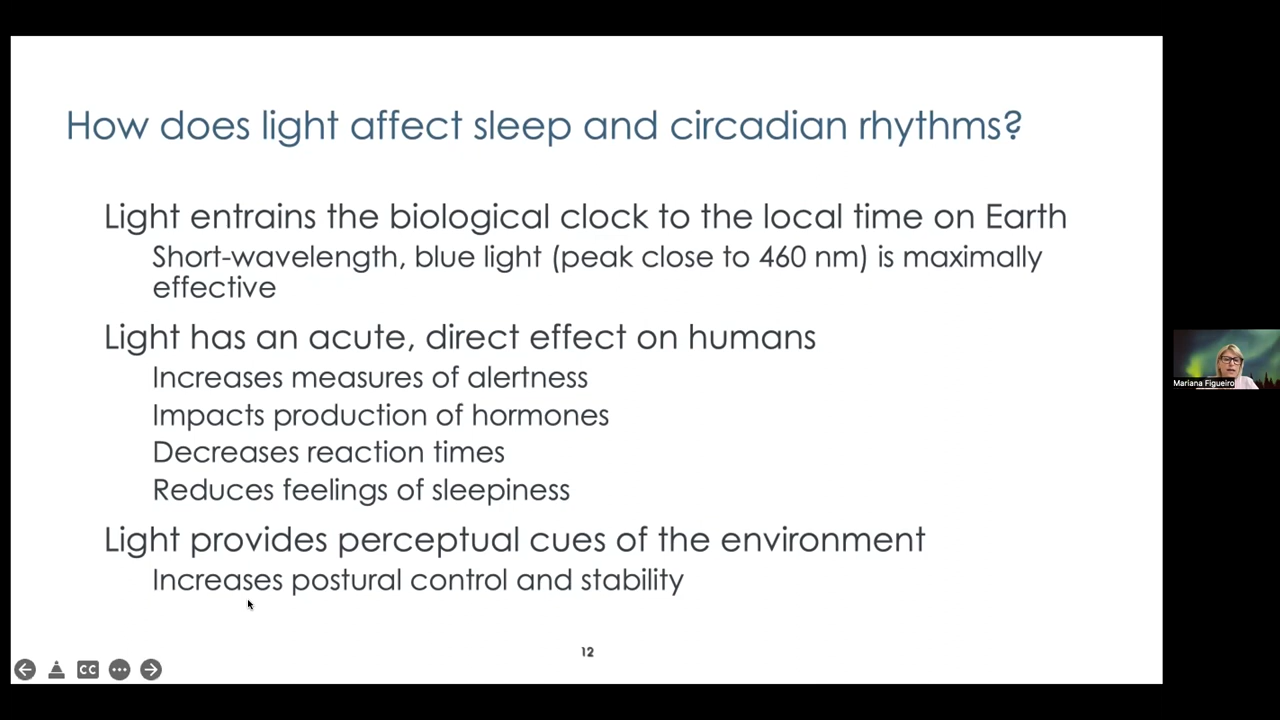 How does light affect sleep and circadian rhythms?
Light entrains the biological clock to the local time on Earth
Short-wavelength, blue light (peak close to 460 nm) is maximally
effective
Light has an acute, direct effect on humans
Increases measures of alertness
Impacts production of hormones
Decreases reaction times
Reduces feelings of sleepiness
Light provides perceptual cues of the environment
Increases postural control and stability
12
CC
Mariana Figueiro